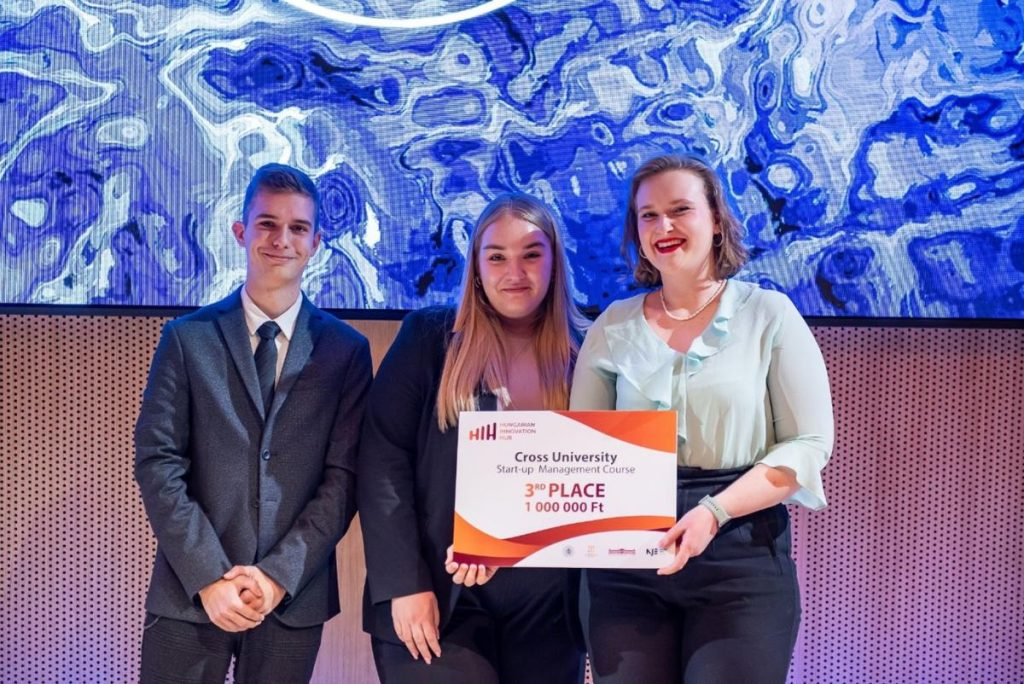 HIH
HUNGARIAN
INNOVATION
HUB
Cross University
Start-up Management Course
3RD PLACE
1 000 000 Ft
NJE